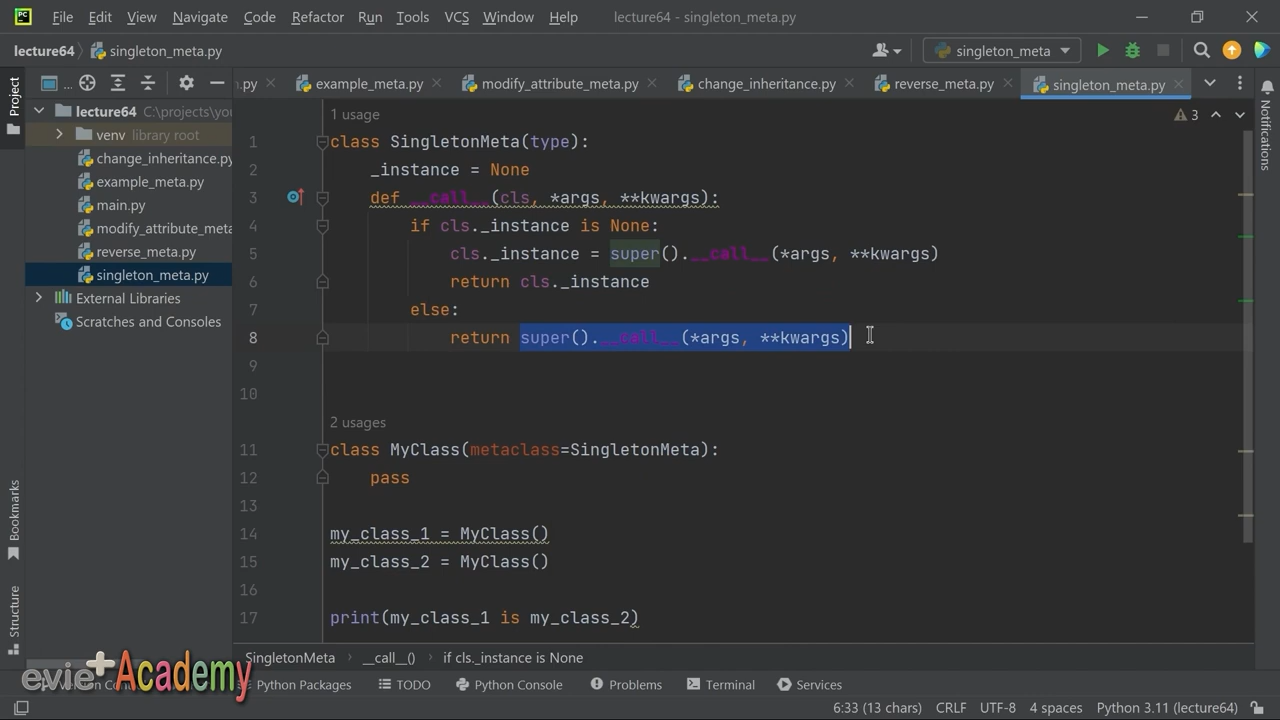 File Edit View Navigate Code Refactor Run Tools VCS Window Help lecture64 - singleton_meta.py
lecture64 singleton_meta.py singleton_meta
Project ... .py example_meta.py modify_attribute_meta.py change_inheritance.py reverse_meta.py singleton_meta.py
lecture64 C:\projects\you
venv library root
change_inheritance.py
example_meta.py
main.py
modify_attribute_meta
reverse_meta.py
singleton_meta.py
External Libraries
Scratches and Consoles
1 usage 3
1 class SingletonMeta(type):
2 _instance = None
3 def __call__(cls, *args, **kwargs):
4 if cls._instance is None:
5 cls._instance = super().__call__(*args, **kwargs)
6 return cls._instance
7 else:
8 return super().__call__(*args, **kwargs)
9
10
2 usages
11 class MyClass(metaclass=SingletonMeta):
12 pass
13
14 my_class_1 = MyClass()
15 my_class_2 = MyClass()
16
17 print(my_class_1 is my_class_2)
Notifications
Bookmarks
Structure
SingletonMeta __call__() if cls._instance is None
evie+Academy
Python Packages TODO Python Console Problems Terminal Services
6:33 (13 chars) CRLF UTF-8 4 spaces Python 3.11 (lecture64)